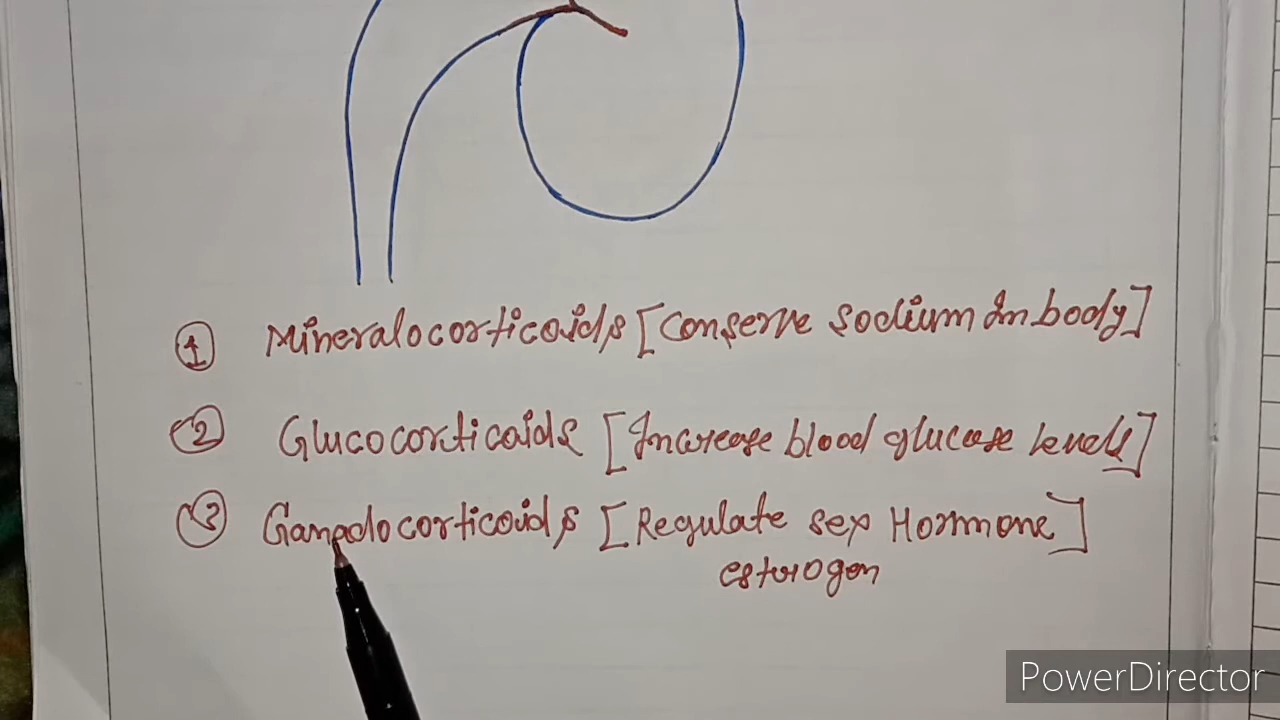 1 Mineralocorticoids [Conserve sodium In body]
2 Glucocorticoids [Increase blood glucose levels]
3 Ganadocorticoids [Regulate sex Hormone]
estrogen
PowerDirector